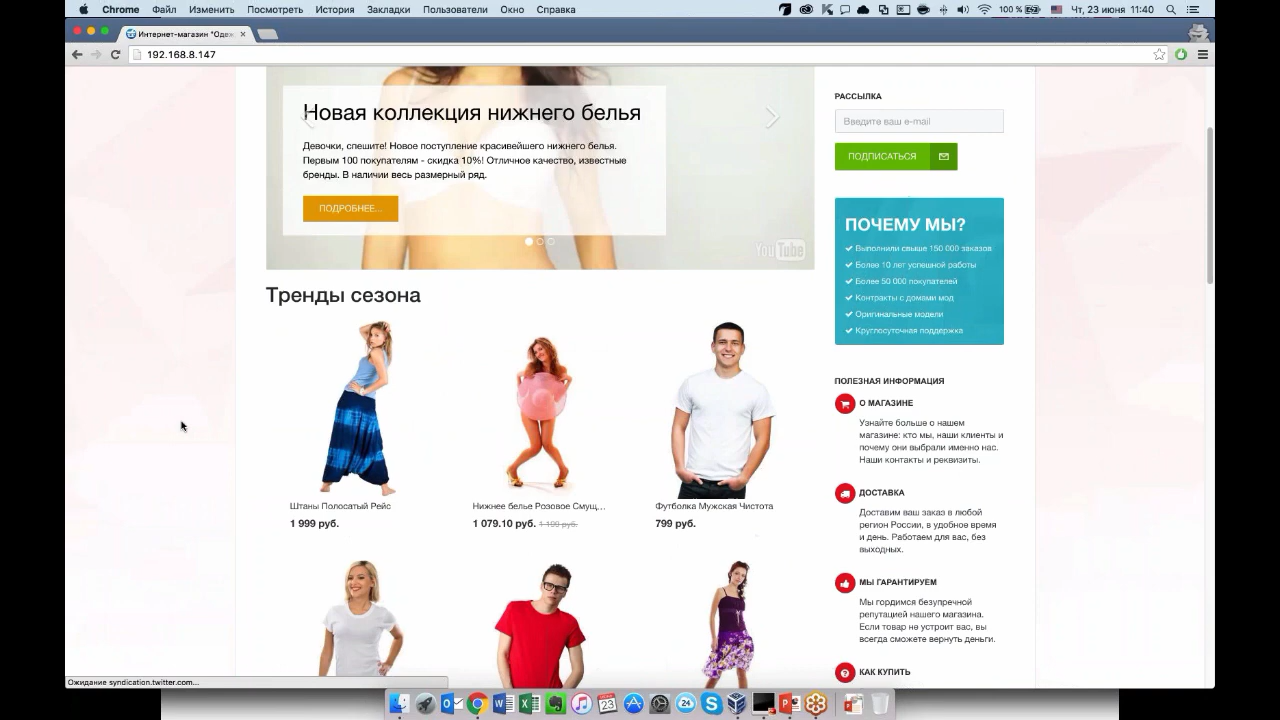 Chrome Файл Изменить Посмотреть История Закладки Пользователи Окно Справка 100 % Чт, 23 июня 11:40
Интернет-магазин "Одеж
192.168.8.147
Новая коллекция нижнего белья
Девочки, спешите! Новое поступление красивейшего нижнего белья.
Первым 100 покупателям - скидка 10%! Отличное качество, известные
бренды. В наличии весь размерный ряд.
ПОДРОБНЕЕ...
YouTube
Тренды сезона
Штаны Полосатый Рейс
1 999 руб.
Нижнее белье Розовое Смущ...
1 079.10 руб. 1 199 руб.
Футболка Мужская Чистота
799 руб.
РАССЫЛКА
Введите ваш e-mail
ПОДПИСАТЬСЯ
ПОЧЕМУ МЫ?
Выполнили свыше 150 000 заказов
Более 10 лет успешной работы
Более 50 000 покупателей
Контракты с домами мод
Оригинальные модели
Круглосуточная поддержка
ПОЛЕЗНАЯ ИНФОРМАЦИЯ
О МАГАЗИНЕ
Узнайте больше о нашем
магазине: кто мы, наши клиенты и
почему они выбрали именно нас.
Наши контакты и реквизиты.
ДОСТАВКА
Доставим ваш заказ в любой
регион России, в удобное время
и день. Работаем для вас, без
выходных.
МЫ ГАРАНТИРУЕМ
Мы гордимся безупречной
репутацией нашего магазина.
Если товар не устроит вас, вы
всегда сможете вернуть деньги.
КАК КУПИТЬ
Ожидание syndication.twitter.com...
23
24